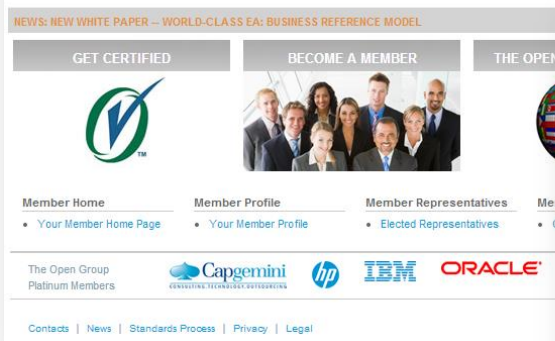 NEWS: NEW WHITE PAPER -- WORLD-CLASS EA: BUSINESS REFERENCE MODEL
GET CERTIFIED
BECOME A MEMBER
THE OPEN
TM
Member Home
Member Profile
Member Representatives
Me
Your Member Home Page
Your Member Profile
Elected Representatives
The Open Group
Platinum Members
Capgemini
CONSULTING.TECHNOLOGY.OUTSOURCING
hp
IBM
ORACLE
Contacts | News | Standards Process | Privacy | Legal